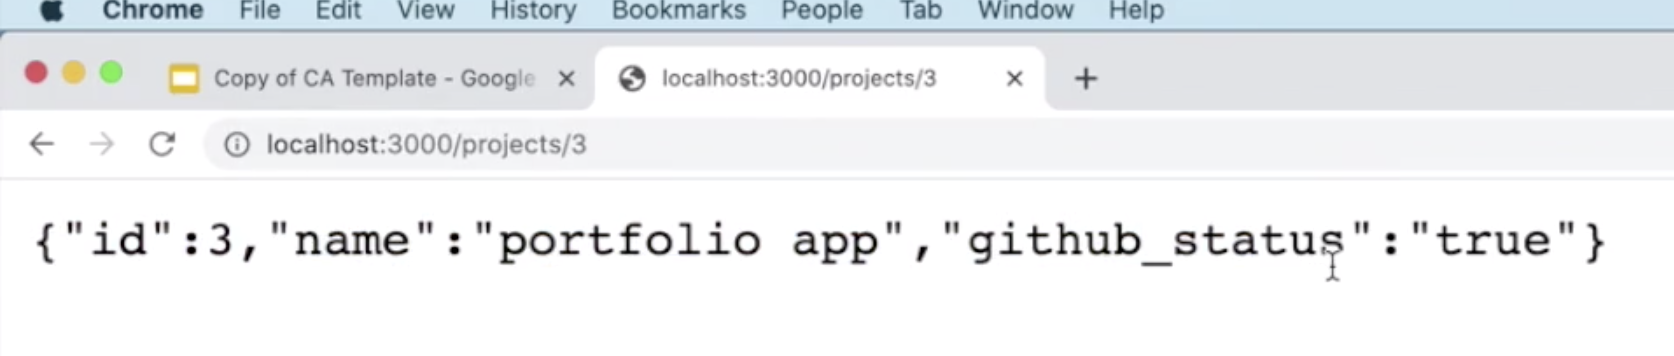 Chrome File Edit View History Bookmarks People Tab Window Help
Copy of CA Template - Google localhost:3000/projects/3
localhost:3000/projects/3
{"id":3,"name":"portfolio app","github_status":"true"}